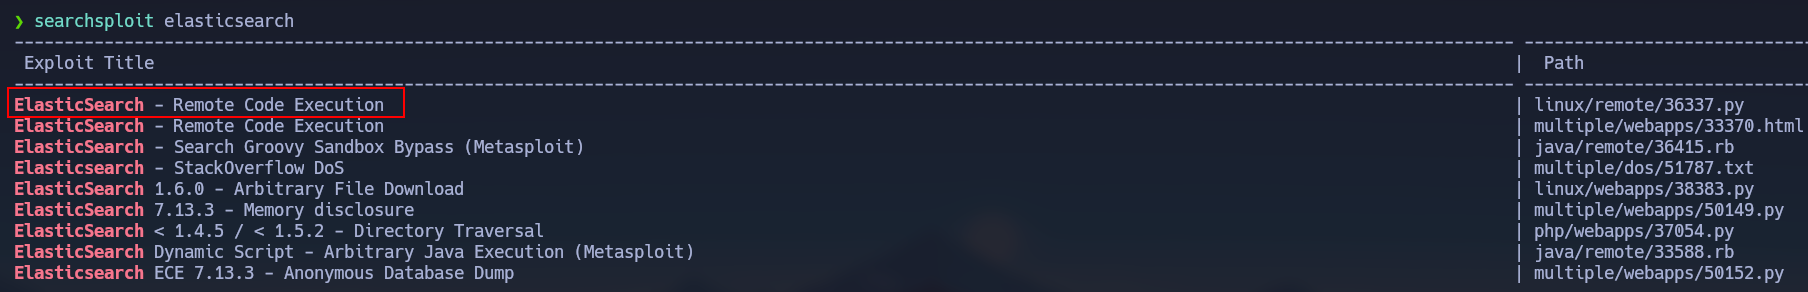 ❯ searchsploit elasticsearch
Exploit Title | Path
ElasticSearch - Remote Code Execution | linux/remote/36337.py
ElasticSearch - Remote Code Execution | multiple/webapps/33370.html
ElasticSearch - Search Groovy Sandbox Bypass (Metasploit) | java/remote/36415.rb
Elasticsearch - StackOverflow DoS | multiple/dos/51787.txt
ElasticSearch 1.6.0 - Arbitrary File Download | linux/webapps/38383.py
ElasticSearch 7.13.3 - Memory disclosure | multiple/webapps/50149.py
ElasticSearch < 1.4.5 / < 1.5.2 - Directory Traversal | php/webapps/37054.py
ElasticSearch Dynamic Script - Arbitrary Java Execution (Metasploit) | java/remote/33588.rb
Elasticsearch ECE 7.13.3 - Anonymous Database Dump | multiple/webapps/50152.py